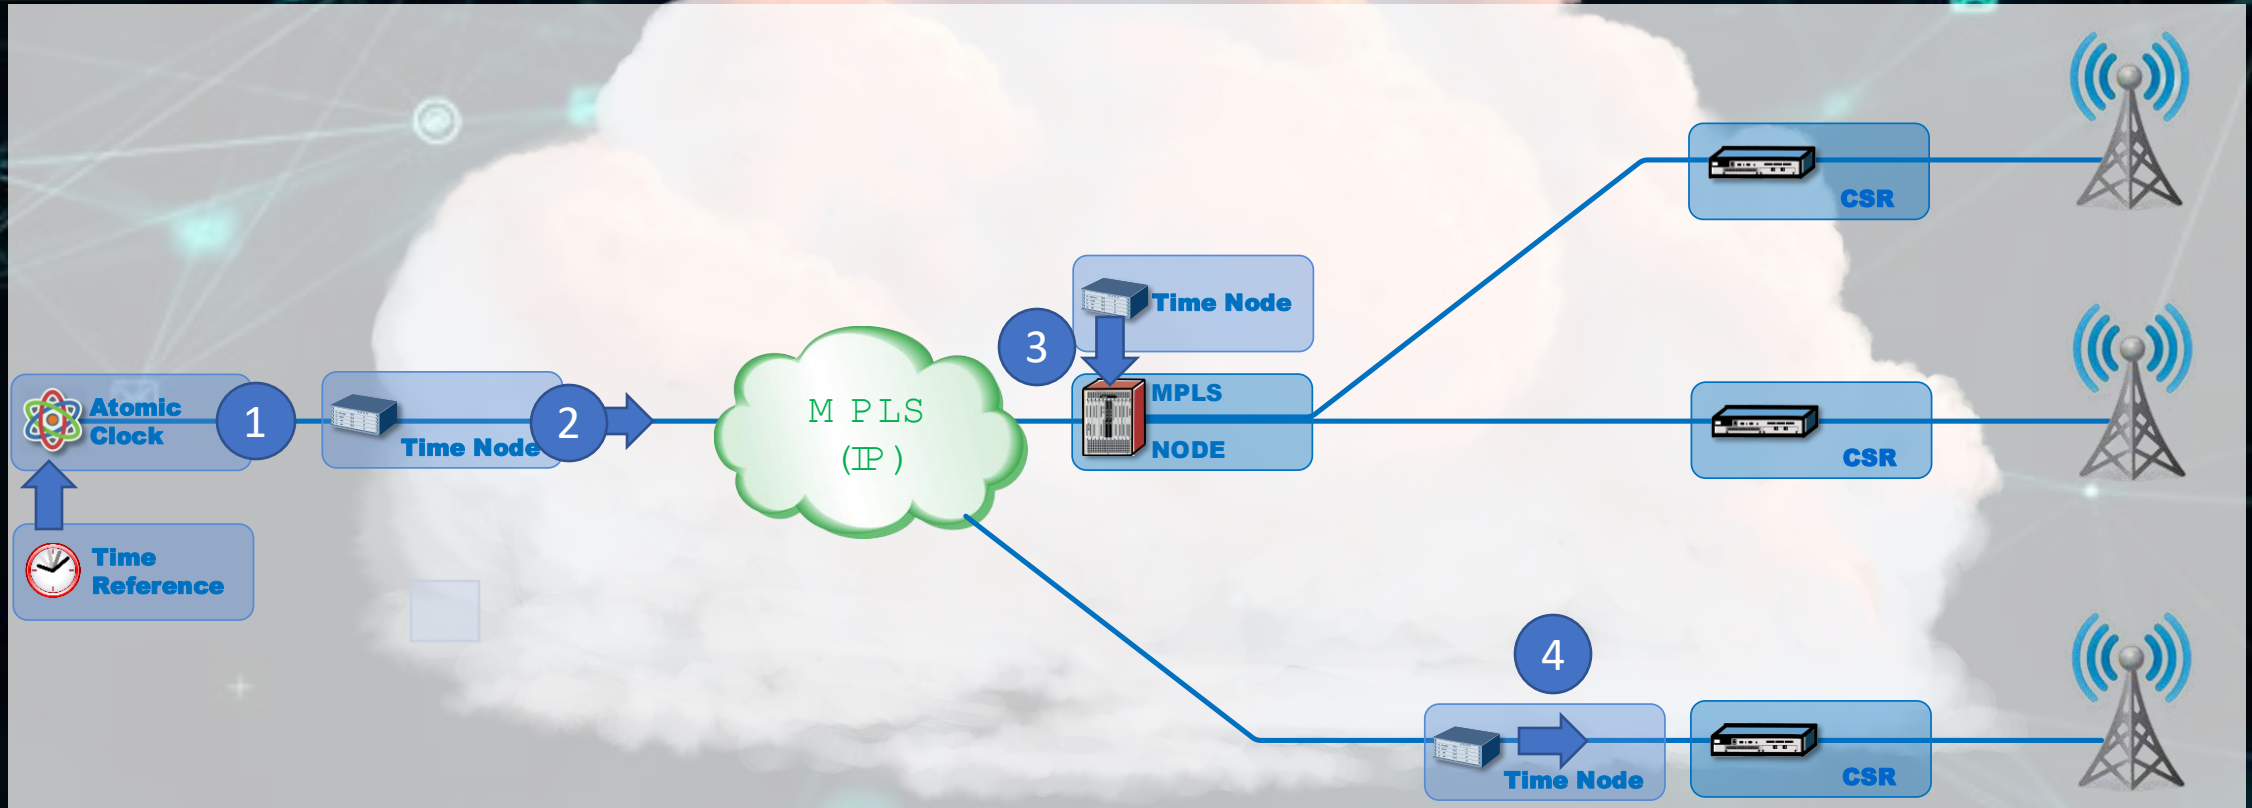 CSR
Time Node
3
MPLS
NODE
M PLS
(IP)
Atomic
Clock
1
Time Node
2
CSR
Time
Reference
4
Time Node
CSR